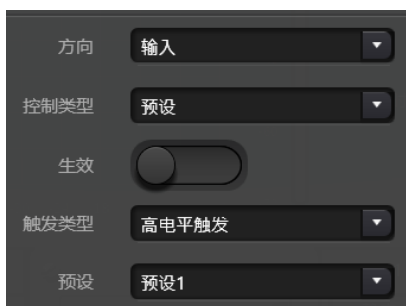 方向 输入
控制类型 预设
生效
触发类型 高电平触发
预设 预设1